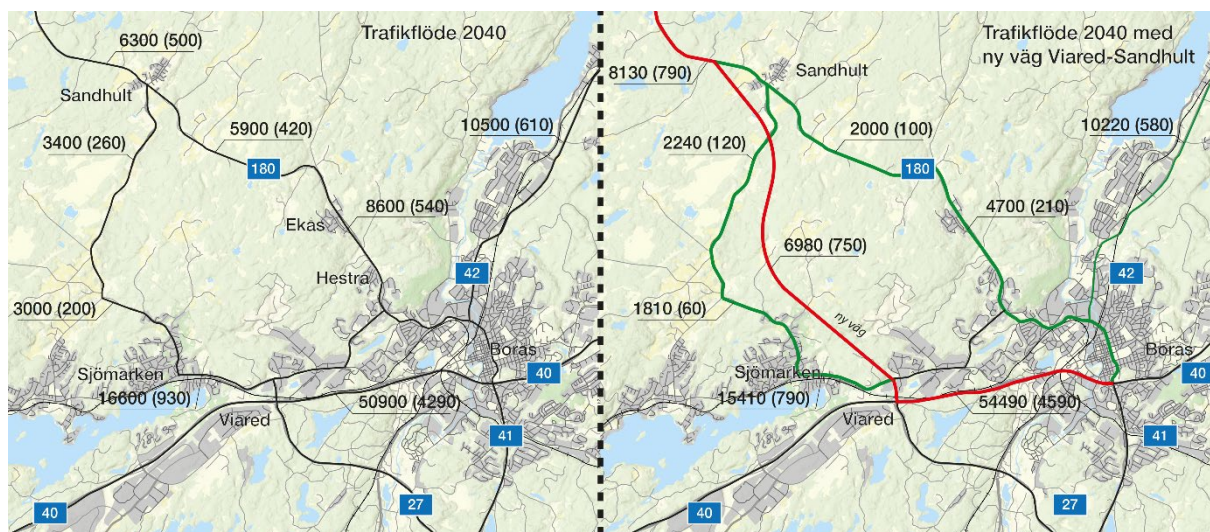 Trafikflöde 2040
6300 (500)
Sandhult
3400 (260)
5900 (420)
180
10500 (610)
Ekas
8600 (540)
Hestra
42
3000 (200)
Borås
Sjömarken
40
16600 (930)
Viared
50900 (4290)
41
27
40
Trafikflöde 2040 med
ny väg Viared-Sandhult
8130 (790)
Sandhult
2240 (120)
2000 (100)
180
10220 (580)
4700 (210)
6980 (750)
42
1810 (60)
ny väg
Borås
Sjömarken
40
15410 (790)
Viared
54490 (4590)
41
27
40